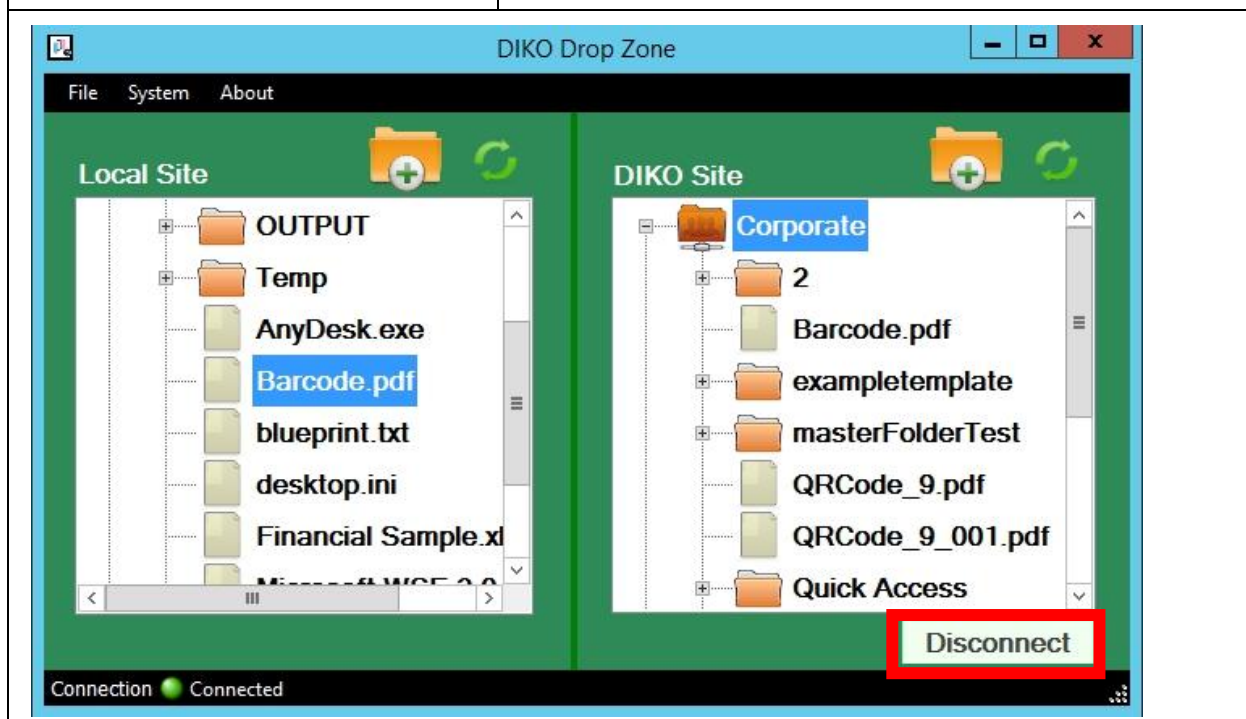 DIKO Drop Zone
File System About
Local Site
OUTPUT
Temp
AnyDesk.exe
Barcode.pdf
blueprint.txt
desktop.ini
Financial Sample.xl
DIKO Site
Corporate
2
Barcode.pdf
exampletemplate
masterFolderTest
QRCode_9.pdf
QRCode_9_001.pdf
Quick Access
Disconnect
Connection Connected